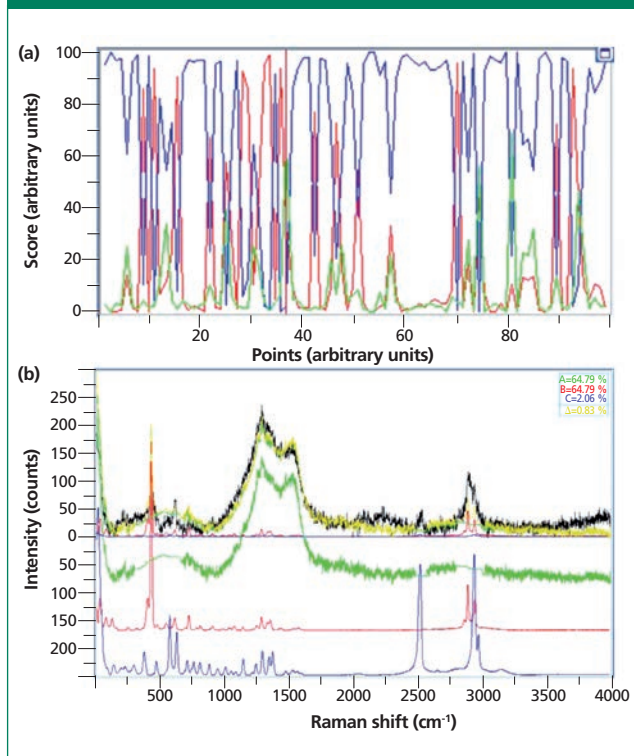 (a)
100
80
60
40
20
0
Score (arbitrary units)
20
40
60
80
Points (arbitrary units)
(b)
A=64.79 %
B=64.79 %
C=2.06 %
Δ=0.83 %
250
200
150
100
50
0
50
100
150
200
Intensity (counts)
500
1000
1500
2000
2500
3000
3500
4000
Raman shift (cm⁻¹)